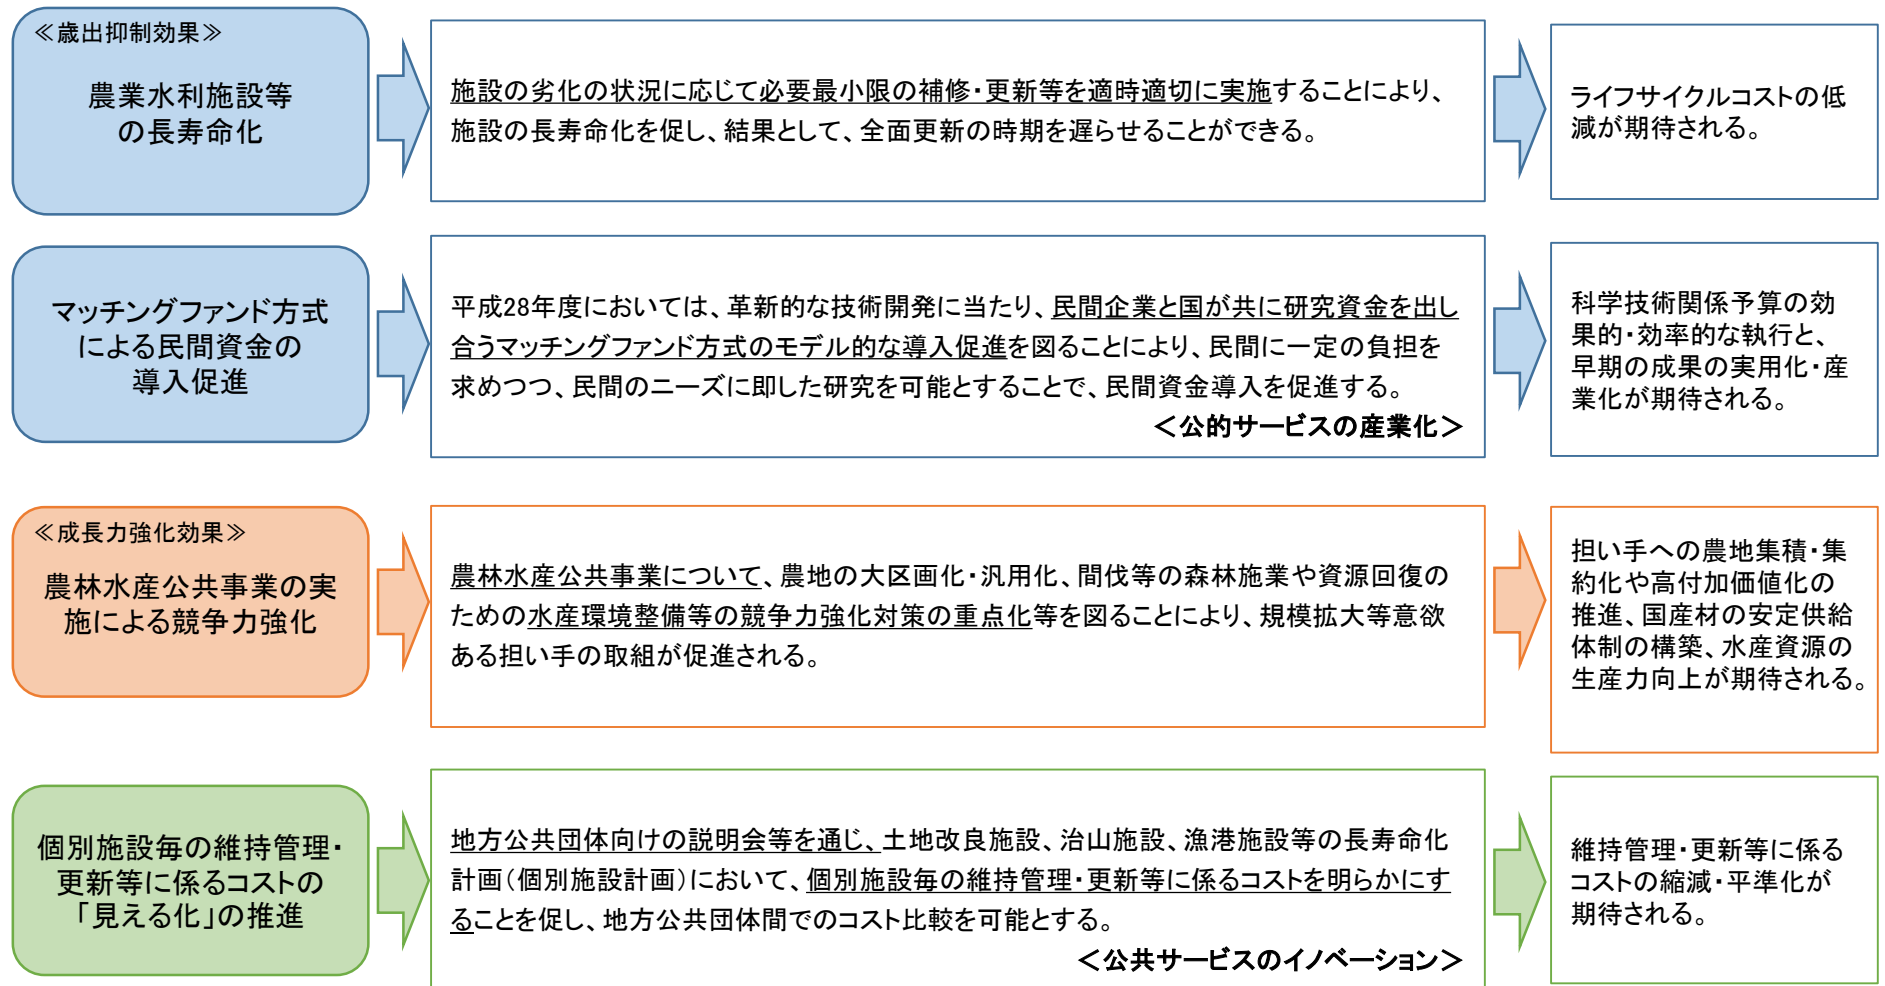 ≪歳出抑制効果≫
農業水利施設等
の長寿命化
施設の劣化の状況に応じて必要最小限の補修・更新等を適時適切に実施することにより、
施設の長寿命化を促し、結果として、全面更新の時期を遅らせることができる。
ライフサイクルコストの低
減が期待される。
マッチングファンド方式
による民間資金の
導入促進
平成28年度においては、革新的な技術開発に当たり、民間企業と国が共に研究資金を出し
合うマッチングファンド方式のモデル的な導入促進を図ることにより、民間に一定の負担を
求めつつ、民間のニーズに即した研究を可能とすることで、民間資金導入を促進する。
＜公的サービスの産業化＞
科学技術関係予算の効
果的・効率的な執行と、
早期の成果の実用化・産
業化が期待される。
≪成長力強化効果≫
農林水産公共事業の実
施による競争力強化
農林水産公共事業について、農地の大区画化・汎用化、間伐等の森林施業や資源回復の
ための水産環境整備等の競争力強化対策の重点化等を図ることにより、規模拡大等意欲
ある担い手の取組が促進される。
担い手への農地集積・集
約化や高付加価値化の
推進、国産材の安定供給
体制の構築、水産資源の
生産力向上が期待される。
個別施設毎の維持管理・
更新等に係るコストの
「見える化」の推進
地方公共団体向けの説明会等を通じ、土地改良施設、治山施設、漁港施設等の長寿命化
計画（個別施設計画）において、個別施設毎の維持管理・更新等に係るコストを明らかにす
ることを促し、地方公共団体間でのコスト比較を可能とする。
＜公共サービスのイノベーション＞
維持管理・更新等に係る
コストの縮減・平準化が
期待される。